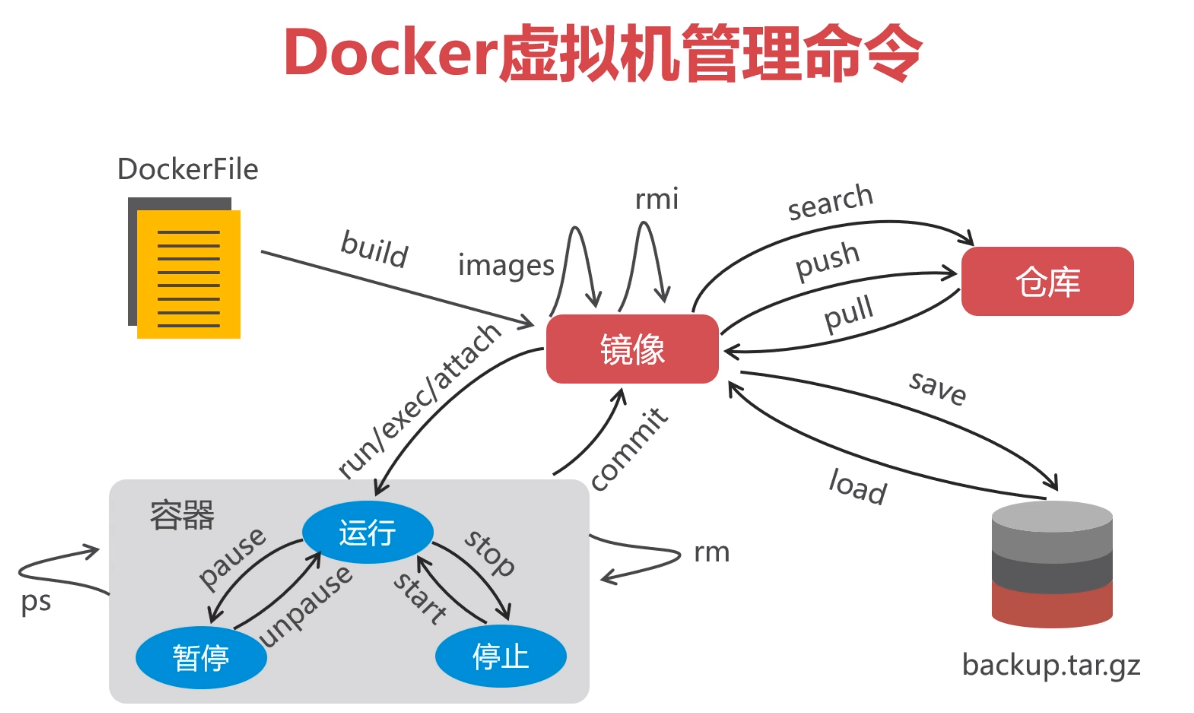 Docker虚拟机管理命令
DockerFile
build
images
rmi
search
push
pull
仓库
镜像
run/exec/attach
commit
save
load
容器
运行
pause
unpause
stop
start
暂停
停止
ps
rm
backup.tar.gz